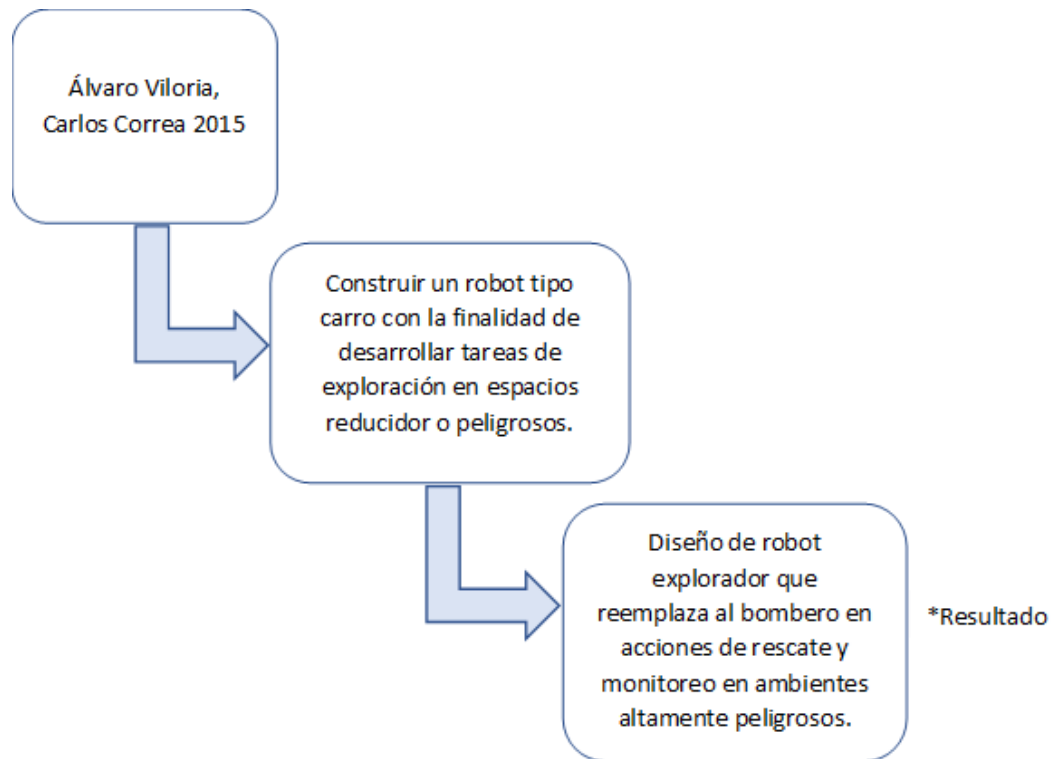 Álvaro Viloria,
Carlos Correa 2015
Construir un robot tipo
carro con la finalidad de
desarrollar tareas de
exploración en espacios
reducidor o peligrosos.
Diseño de robot
explorador que
reemplaza al bombero en
acciones de rescate y
monitoreo en ambientes
altamente peligrosos.
*Resultado